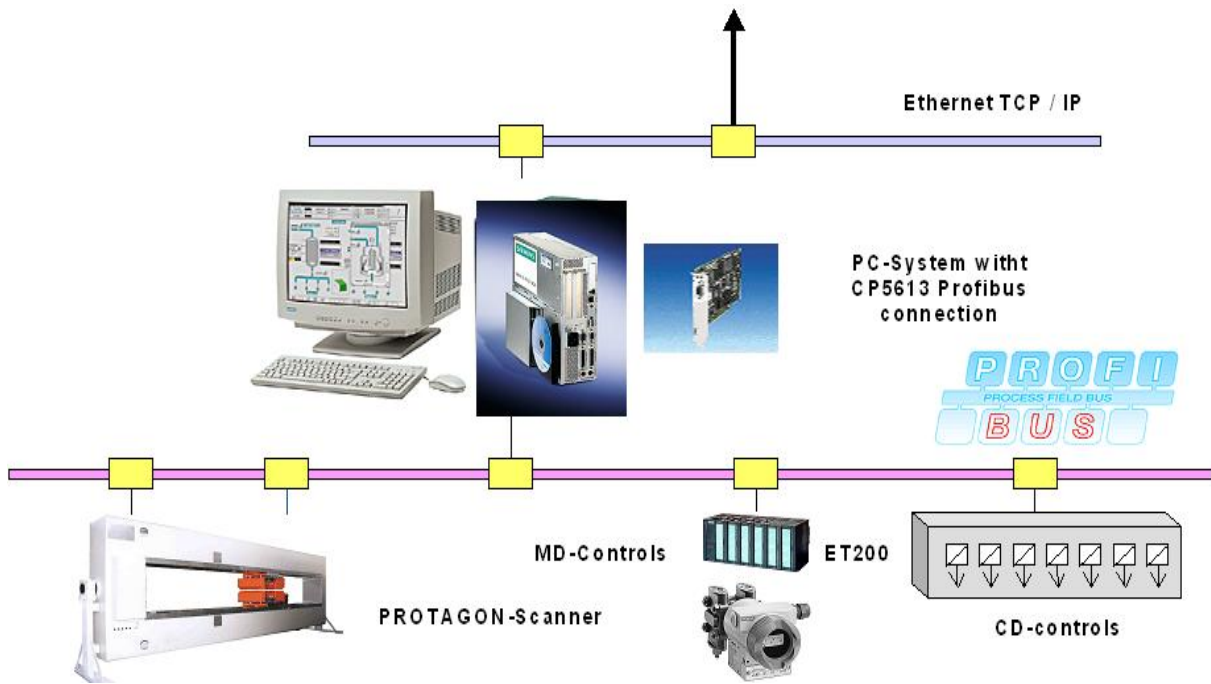 Ethernet TCP / IP
SIEMENS
PC-System witht
CP5613 Profibus
connection
PROFI
PROCESS FIELD BUS
BUS
MD-Controls
ET200
PROTAGON-Scanner
CD-controls